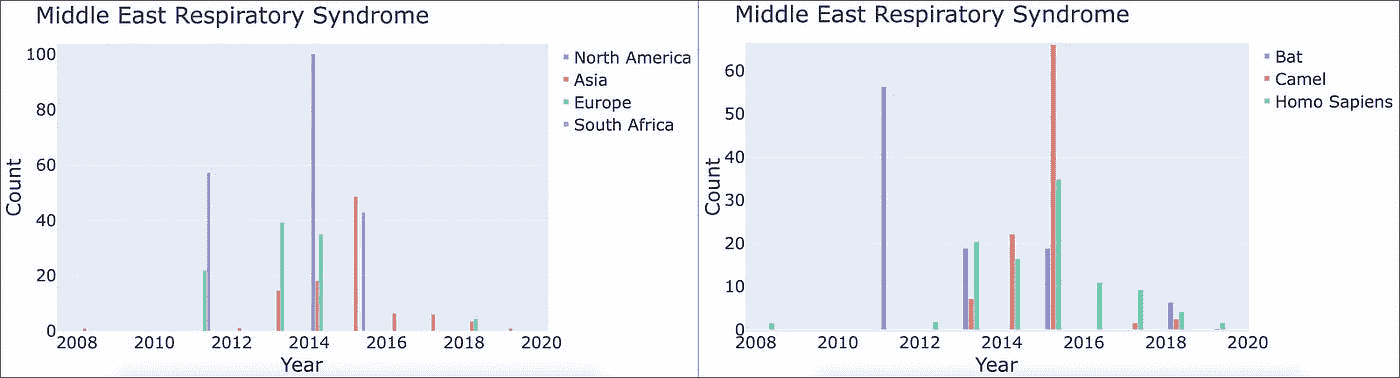 Middle East Respiratory Syndrome
100
80
60
40
20
0
Count
2008 2010 2012 2014 2016 2018 2020
Year
North America
Asia
Europe
South Africa
Middle East Respiratory Syndrome
60
50
40
30
20
10
0
Count
2008 2010 2012 2014 2016 2018 2020
Year
Bat
Camel
Homo Sapiens